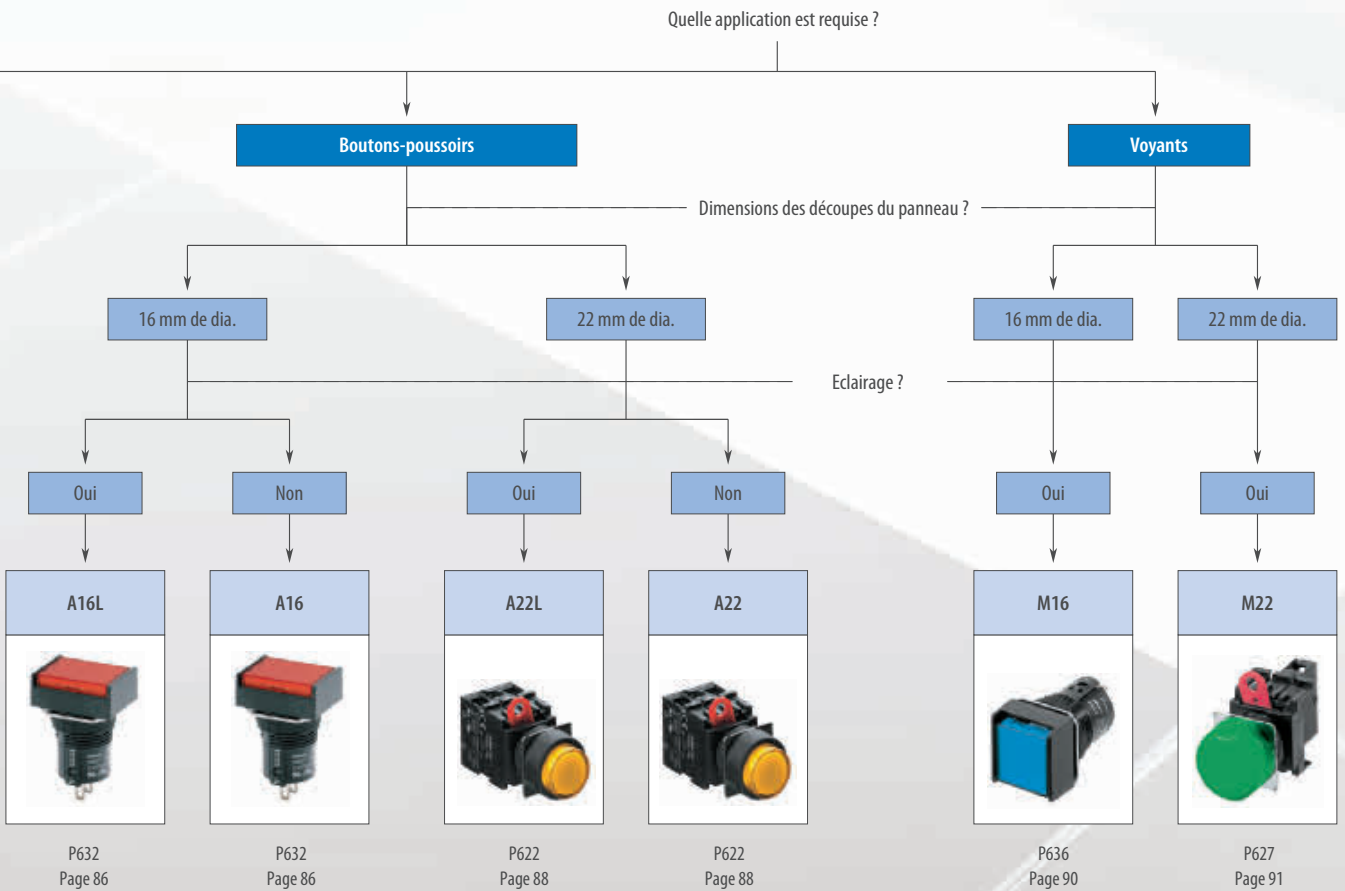 Quelle application est requise ?
Boutons-poussoirs
Voyants
Dimensions des découpes du panneau ?
16 mm de dia.
22 mm de dia.
16 mm de dia.
22 mm de dia.
Eclairage ?
Oui
Non
Oui
Non
Oui
Oui
A16L
A16
A22L
A22
M16
M22
P632
Page 86
P632
Page 86
P622
Page 88
P622
Page 88
P636
Page 90
P627
Page 91